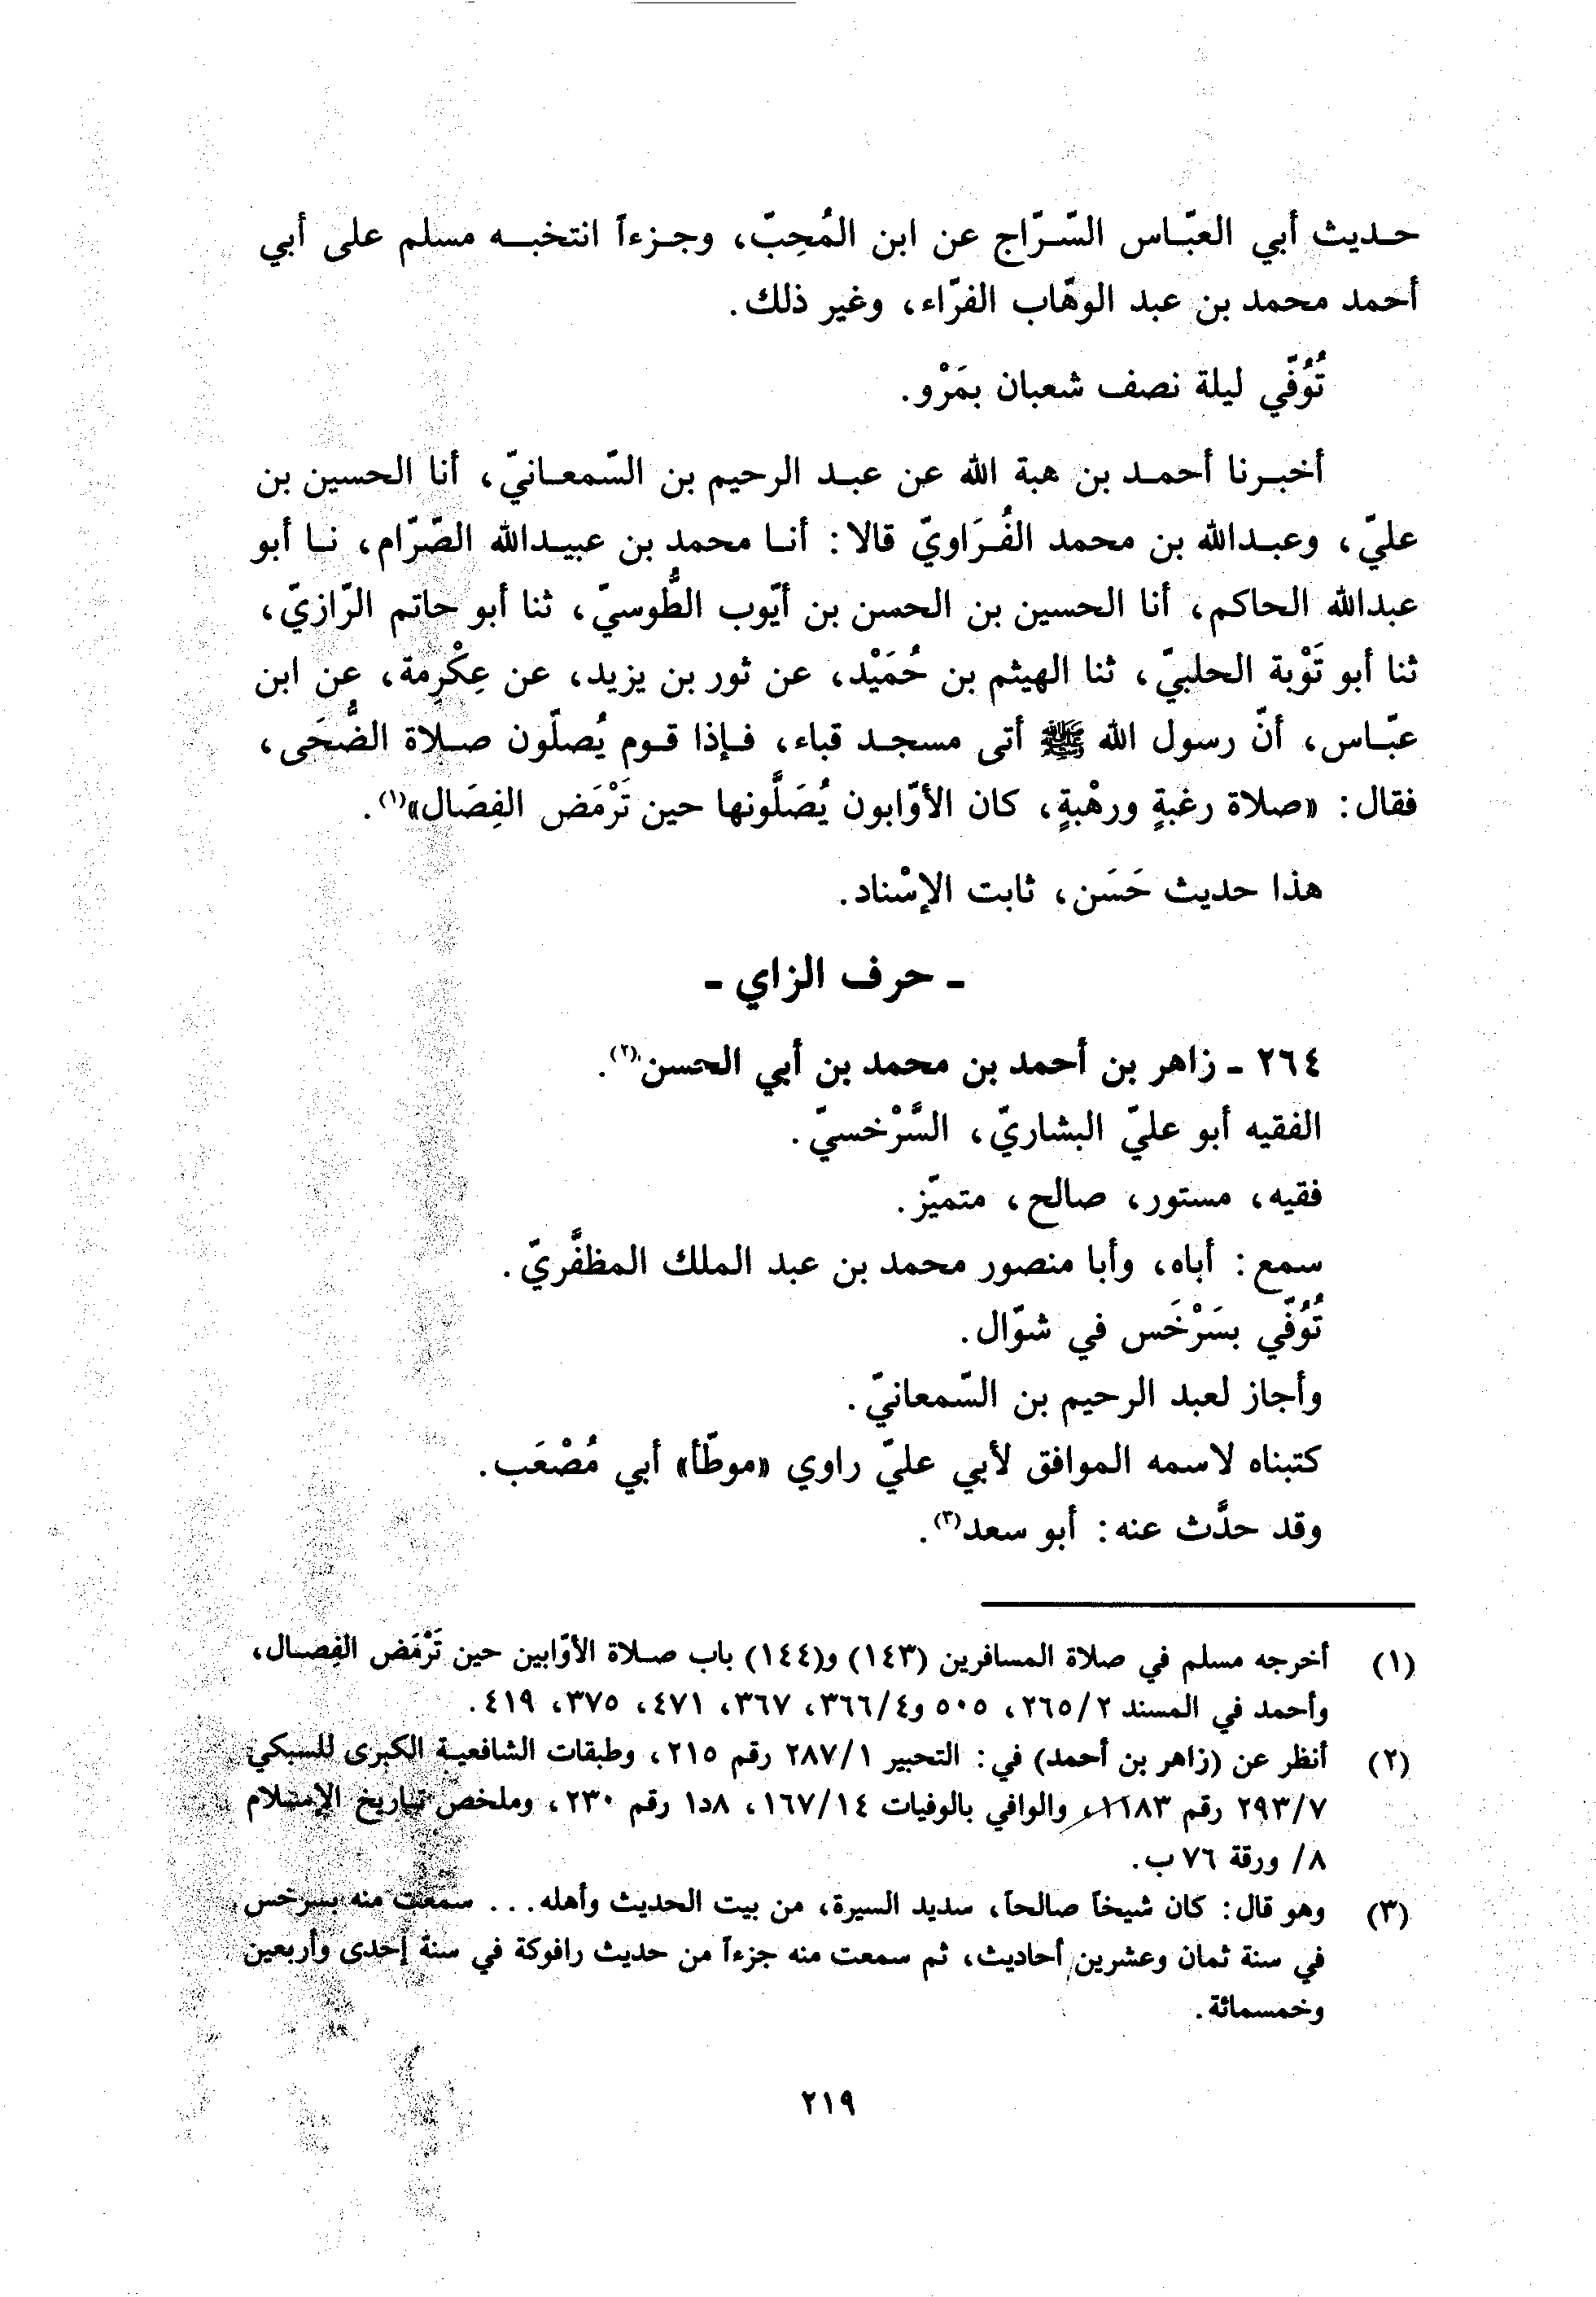 حديث أبي العبّاس السّرّاج عن ابن المُحِبّ، وجزءاً انتخبه مسلم على أبي
أحمد محمد بن عبد الوهّاب الفرّاء، وغير ذلك.
تُوُفّي ليلة نصف شعبان بمَرْو.
أخبرنا أحمد بن هبة الله عن عبد الرحيم بن السّمعانيّ، أنا الحسين بن
عليّ، وعبدالله بن محمد الفُرَاويّ قالا: أنا محمد بن عبيدالله الصّرّام، نا أبو
عبدالله الحاكم، أنا الحسين بن الحسن بن أيّوب الطُّوسيّ، ثنا أبو حاتم الرّازيّ،
ثنا أبو تَوْبة الحلبيّ، ثنا الهيثم بن حُمَيْد، عن ثور بن يزيد، عن عِكْرِمة، عن ابن
عبّاس، أنّ رسول الله ﷺ أتى مسجد قباء، فإذا قوم يُصلّون صلاة الضُّحَى،
فقال: «صلاة رغبةٍ ورهْبةٍ، كان الأوّابون يُصَلُّونها حين تَرْمَض الفِصَال»(١).
هذا حديث حَسَن، ثابت الإسْناد.
ـ حرف الزاي ـ
٢٦٤ ـ زاهر بن أحمد بن محمد بن أبي الحسن(٢).
الفقيه أبو عليّ البشاريّ، السَّرْخسيّ.
فقيه، مستور، صالح، متميّز.
سمع: أباه، وأبا منصور محمد بن عبد الملك المظفَّريّ.
تُوُفّي بسَرْخَس في شوّال.
وأجاز لعبد الرحيم بن السّمعانيّ.
كتبناه لاسمه الموافق لأبي عليّ راوي «موطّأ» أبي مُصْعَب.
وقد حدَّث عنه: أبو سعد(٣).
(١) أخرجه مسلم في صلاة المسافرين (١٤٣) و(١٤٤) باب صلاة الأوّابين حين تَرْمَض الفِصال،
وأحمد في المسند ٢/ ٢٦٥، ٥٠٥ و٤/ ٣٦٦، ٣٦٧، ٤٧١، ٣٧٥، ٤١٩.
(٢) أنظر عن (زاهر بن أحمد) في: التحبير ١/ ٢٨٧ رقم ٢١٥، وطبقات الشافعية الكبرى للسبكي
٧/ ٢٩٣ رقم ١١٨٣، والوافي بالوفيات ١٤/ ١٦٧، ١د٨ رقم ٢٣٠، وملخص تاريخ الإسلام
٨/ ورقة ٧٦ ب.
(٣) وهو قال: كان شيخاً صالحاً، سديد السيرة، من بيت الحديث وأهله... سمعت منه بسرخس
في سنة ثمان وعشرين أحاديث، ثم سمعت منه جزءاً من حديث رافوكة في سنة إحدى وأربعين
وخمسمائة.
٢١٩